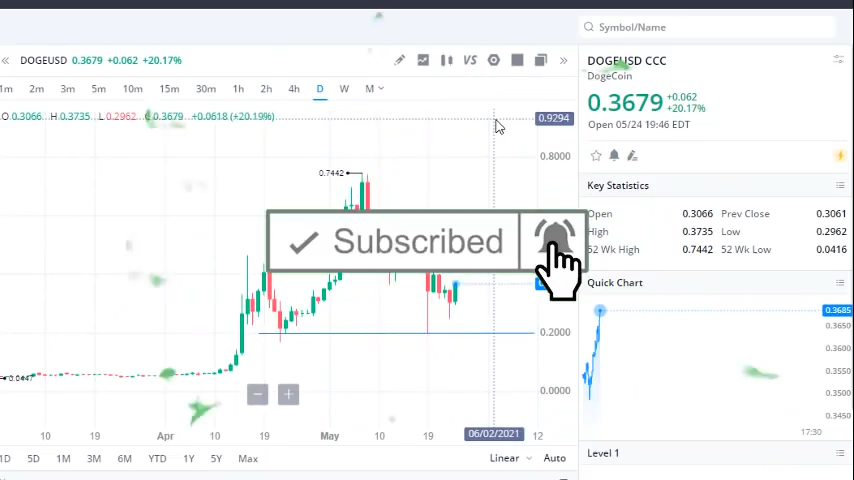 Symbol/Name
DOGEUSD 0.3679 +0.062 +20.17%
VS
DOGEUSD CCC
DogeCoin
0.3679 +0.062
+20.17%
Open 05/24 19:46 EDT
1m 2m 3m 5m 10m 15m 30m 1h 2h 4h D W M
O 0.3066 H 0.3735 L 0.2962 C 0.3679 +0.0618 (+20.19%)
0.9294
0.8000
0.7442
Subscribed
0.2000
0.0000
0.0447
Key Statistics
Open 0.3066 Prev Close 0.3061
High 0.3735 Low 0.2962
52 Wk High 0.7442 52 Wk Low 0.0416
Quick Chart
0.3685
0.3650
0.3600
0.3550
0.3500
0.3450
17:30
10 19 Apr 10 19 May 10 19 06/02/2021 12
1D 5D 1M 3M 6M YTD 1Y 5Y Max Linear Auto
Level 1